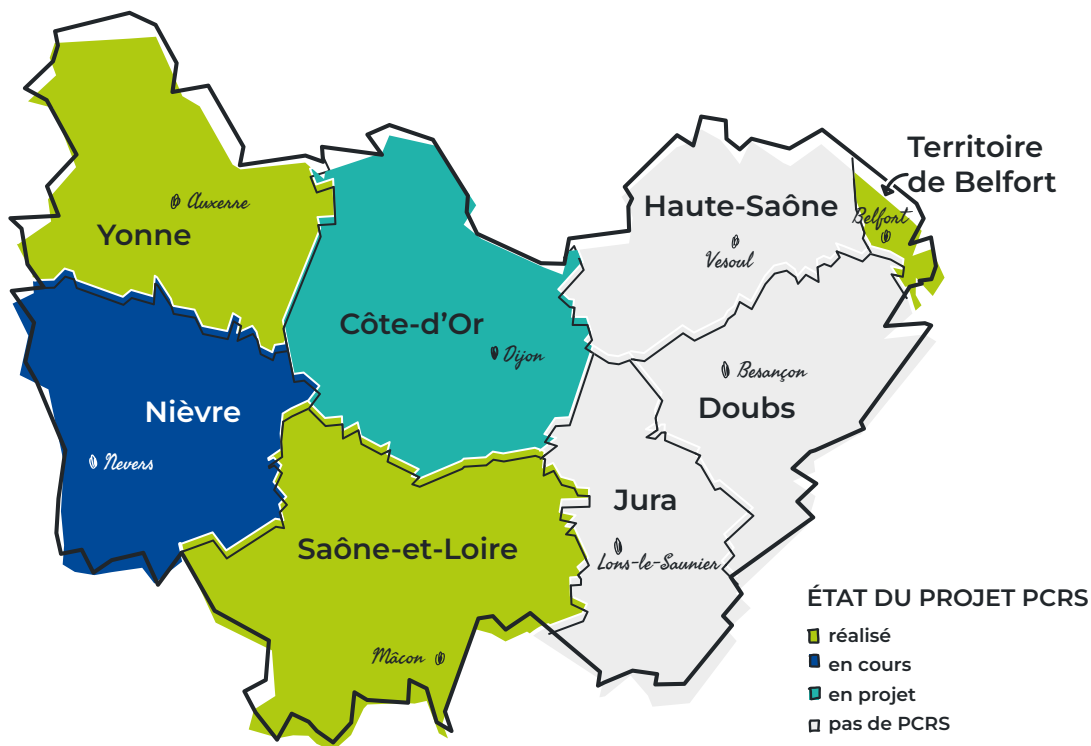 Territoire
de Belfort
Haute-Saône
Auxerre
Belfort
Yonne
Vesoul
Côte-d'Or
Dijon
Besançon
Nièvre
Doubs
Nevers
Jura
Saône-et-Loire
Lons-le-Saunier
Mâcon
ÉTAT DU PROJET PCRS
réalisé
en cours
en projet
pas de PCRS